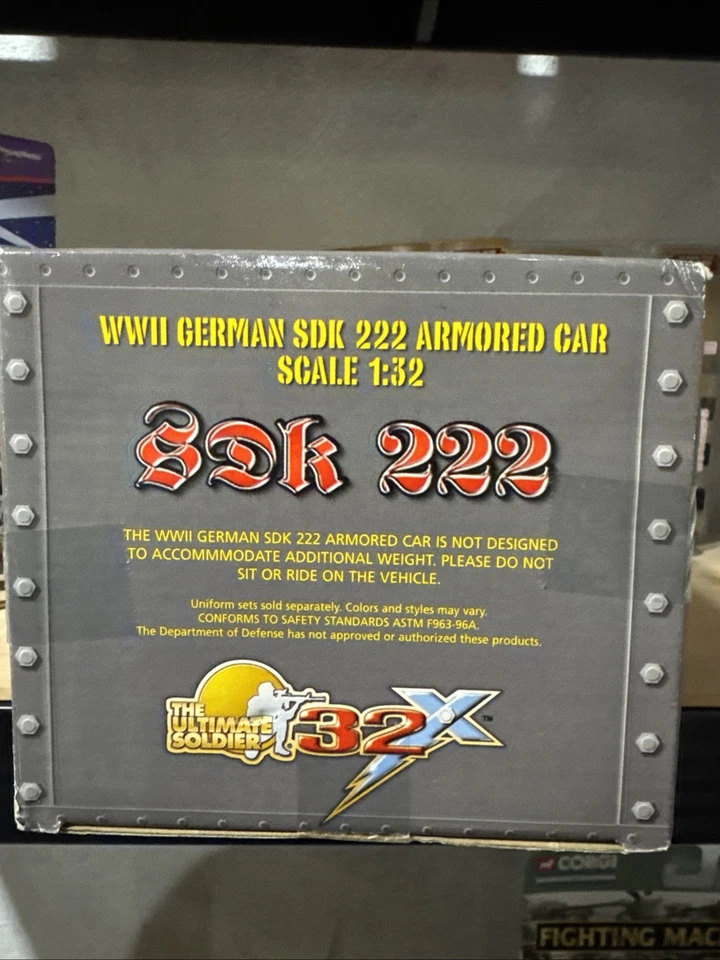 WWII GERMAN SDK 222 ARMORED CAR
SCALE 1:32
SDk 222
THE WWII GERMAN SDK 222 ARMORED CAR IS NOT DESIGNED
TO ACCOMMMODATE ADDITIONAL WEIGHT. PLEASE DO NOT
SIT OR RIDE ON THE VEHICLE.
Uniform sets sold separately. Colors and styles may vary.
CONFORMS TO SAFETY STANDARDS ASTM F963-96A.
The Department of Defense has not approved or authorized these products.
THE
ULTIMATE
SOLDIER
32X™
CORGI
FIGHTING MAC